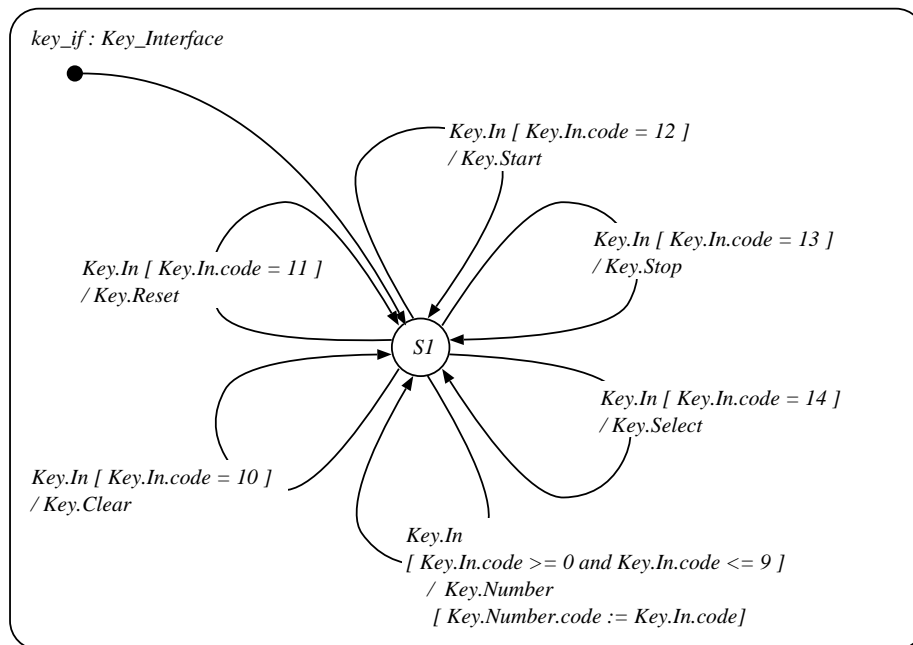 key_if : Key_Interface
Key.In [ Key.In.code = 12 ]
/ Key.Start
Key.In [ Key.In.code = 13 ]
/ Key.Stop
Key.In [ Key.In.code = 11 ]
/ Key.Reset
S1
Key.In [ Key.In.code = 14 ]
/ Key.Select
Key.In [ Key.In.code = 10 ]
/ Key.Clear
Key.In
[ Key.In.code >= 0 and Key.In.code <= 9 ]
/ Key.Number
[ Key.Number.code := Key.In.code]